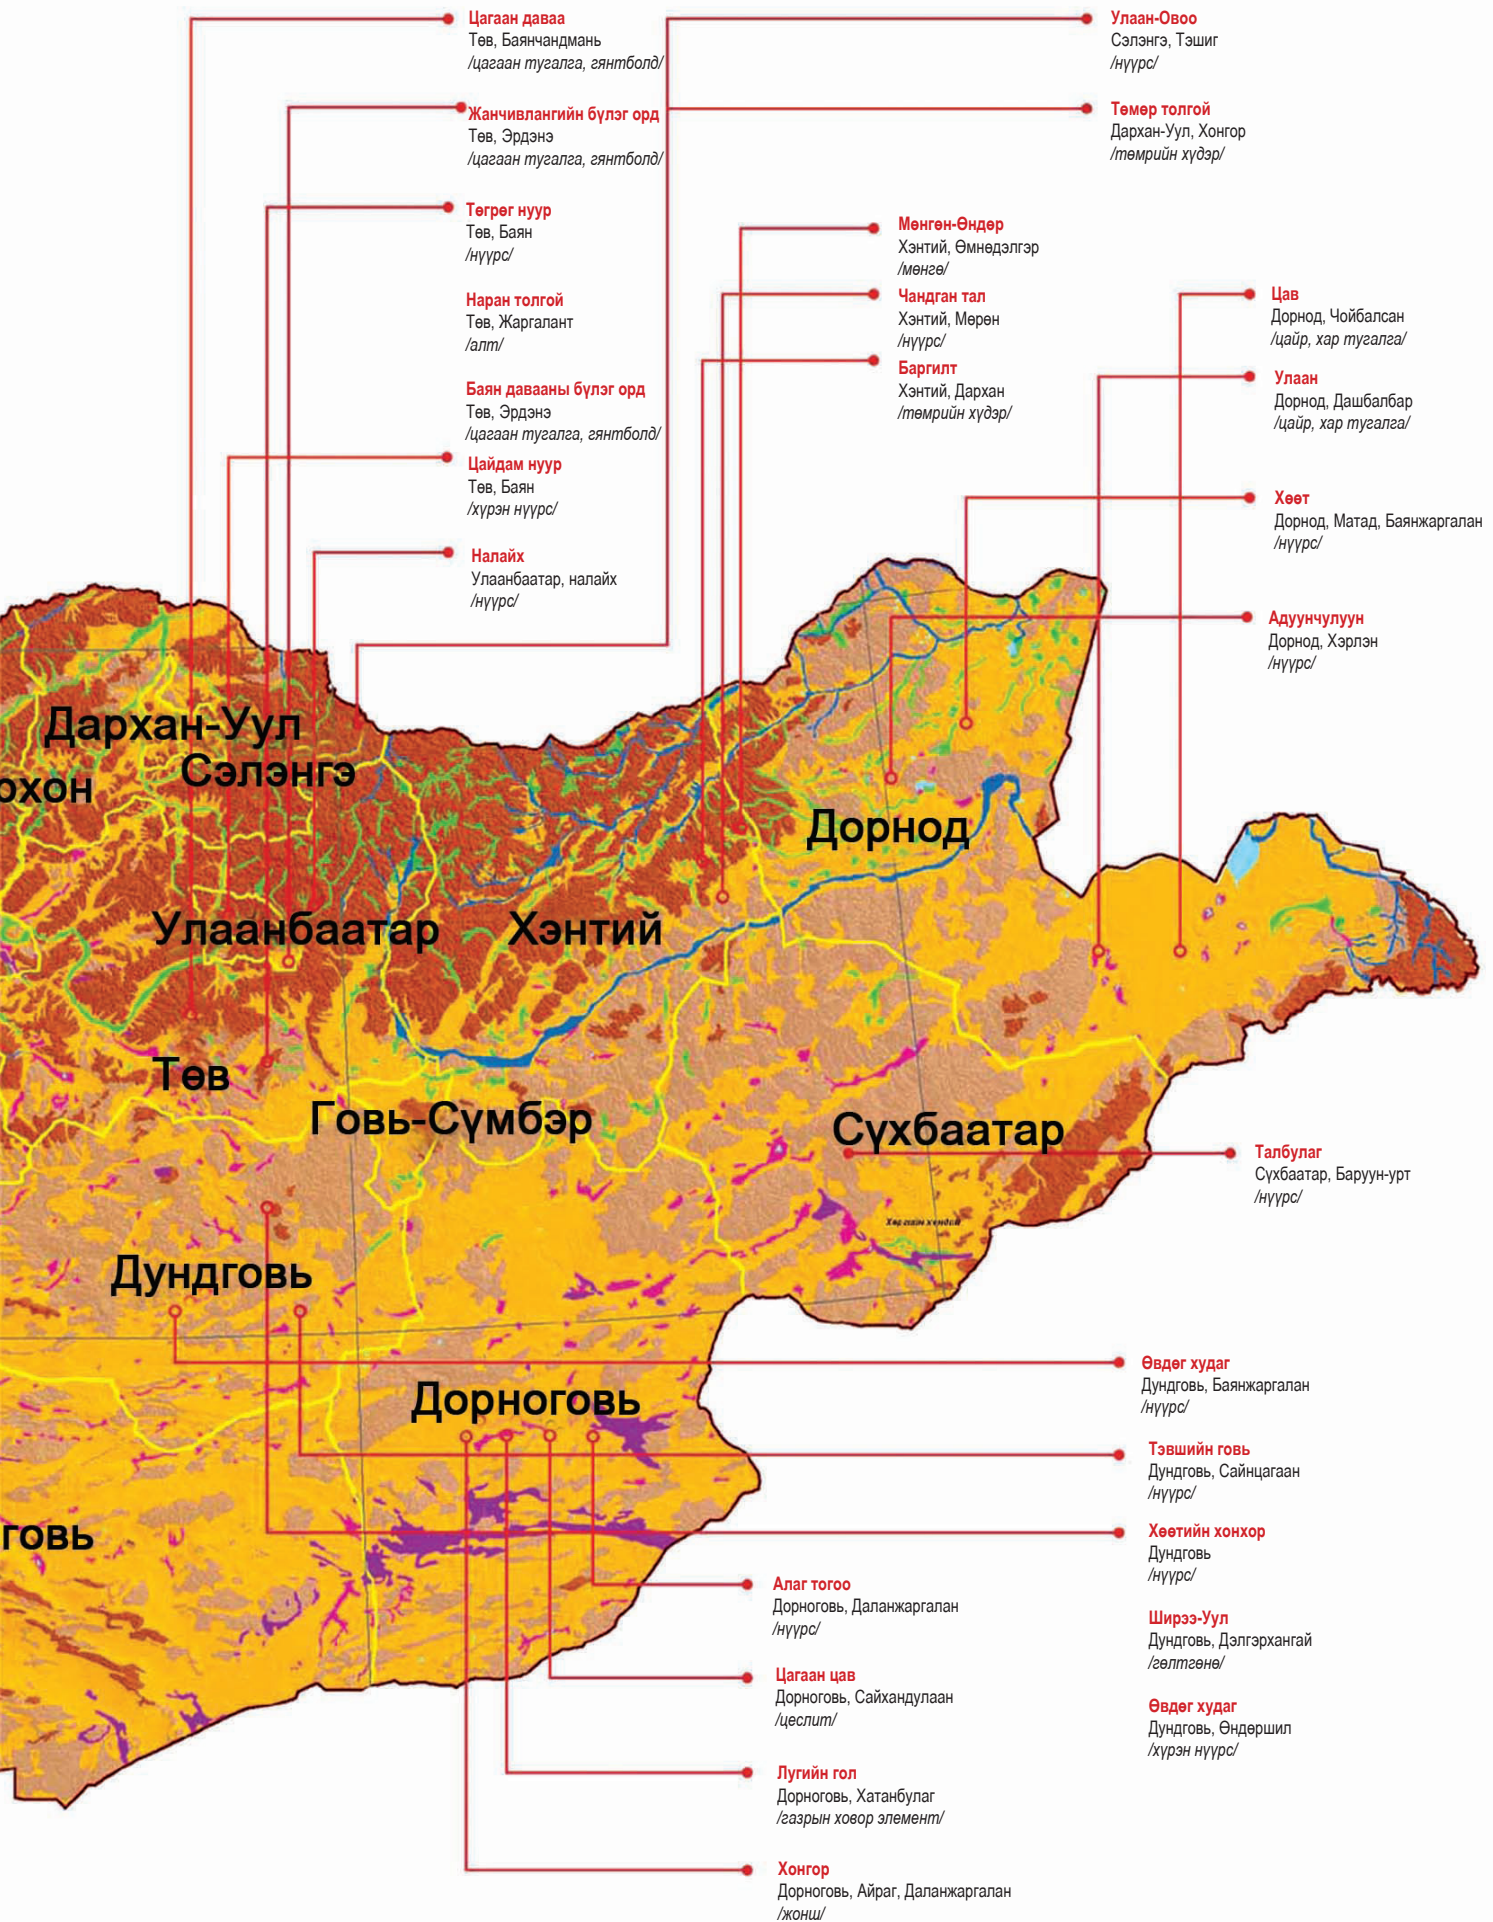 Цагаан даваа
Төв, Баянчандмань
/цагаан тугалга, гянтболд/
Жанчивлангийн бүлэг орд
Төв, Эрдэнэ
/цагаан тугалга, гянтболд/
Төгрөг нуур
Төв, Баян
/нүүрс/
Наран толгой
Төв, Жаргалант
/алт/
Баян давааны бүлэг орд
Төв, Эрдэнэ
/цагаан тугалга, гянтболд/
Цайдам нуур
Төв, Баян
/хүрэн нүүрс/
Налайх
Улаанбаатар, налайх
/нүүрс/
Улаан-Овоо
Сэлэнгэ, Тэшиг
/нүүрс/
Төмөр толгой
Дархан-Уул, Хонгор
/төмрийн хүдэр/
Мөнгөн-Өндөр
Хэнтий, Өмнөдэлгэр
/мөнгө/
Чандган тал
Хэнтий, Мөрөн
/нүүрс/
Баргилт
Хэнтий, Дархан
/төмрийн хүдэр/
Цав
Дорнод, Чойбалсан
/цайр, хар тугалга/
Улаан
Дорнод, Дашбалбар
/цайр, хар тугалга/
Хөөт
Дорнод, Матад, Баянжаргалан
/нүүрс/
Адуунчулуун
Дорнод, Хэрлэн
/нүүрс/
Дархан-Уул
Сэлэнгэ
рхон
Дорнод
Улаанбаатар
Хэнтий
Төв
Говь-Сүмбэр
Сүхбаатар
Талбулаг
Сүхбаатар, Баруун-урт
/нүүрс/
Дундговь
Дорноговь
говь
Өвдөг худаг
Дундговь, Баянжаргалан
/нүүрс/
Тэвшийн говь
Дундговь, Сайнцагаан
/нүүрс/
Хөөтийн хонхор
Дундговь
/нүүрс/
Ширээ-Уул
Дундговь, Дэлгэрхангай
/гөлтгөнө/
Өвдөг худаг
Дундговь, Өндөршил
/хүрэн нүүрс/
Алаг тогоо
Дорноговь, Даланжаргалан
/нүүрс/
Цагаан цав
Дорноговь, Сайхандулаан
/цеслит/
Лугийн гол
Дорноговь, Хатанбулаг
/газрын ховор элемент/
Хонгор
Дорноговь, Айраг, Даланжаргалан
/жонш/